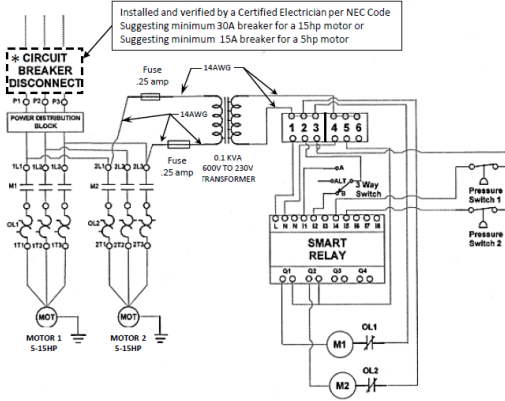 Installed and verified by a Certified Electrician per NEC Code
Suggesting minimum 30A breaker for a 15hp motor or
Suggesting minimum 15A breaker for a 5hp motor
* CIRCUIT
BREAKER
DISCONNECT
P1 P2 P3
POWER DISTRIBUTION
BLOCK
Fuse
.25 amp
14AWG
14AWG
Fuse
.25 amp
0.1 KVA
600V TO 230V
TRANSFORMER
1 2 3 4 5 6
1L1 1L2 1L3 2L1 2L2 2L3
M1 M2
OL1 OL2
1T1 1T2 1T3 2T1 2T2 2T3
MOT MOT
MOTOR 1
5-15HP
MOTOR 2
5-15HP
A
ALT
B
3 Way
Switch
Pressure
Switch 1
Pressure
Switch 2
L N N I1 I2 I3 I4 I5 I6 I7 I8
SMART
RELAY
Q1 Q2 Q3 Q4
M1
OL1
M2
OL2